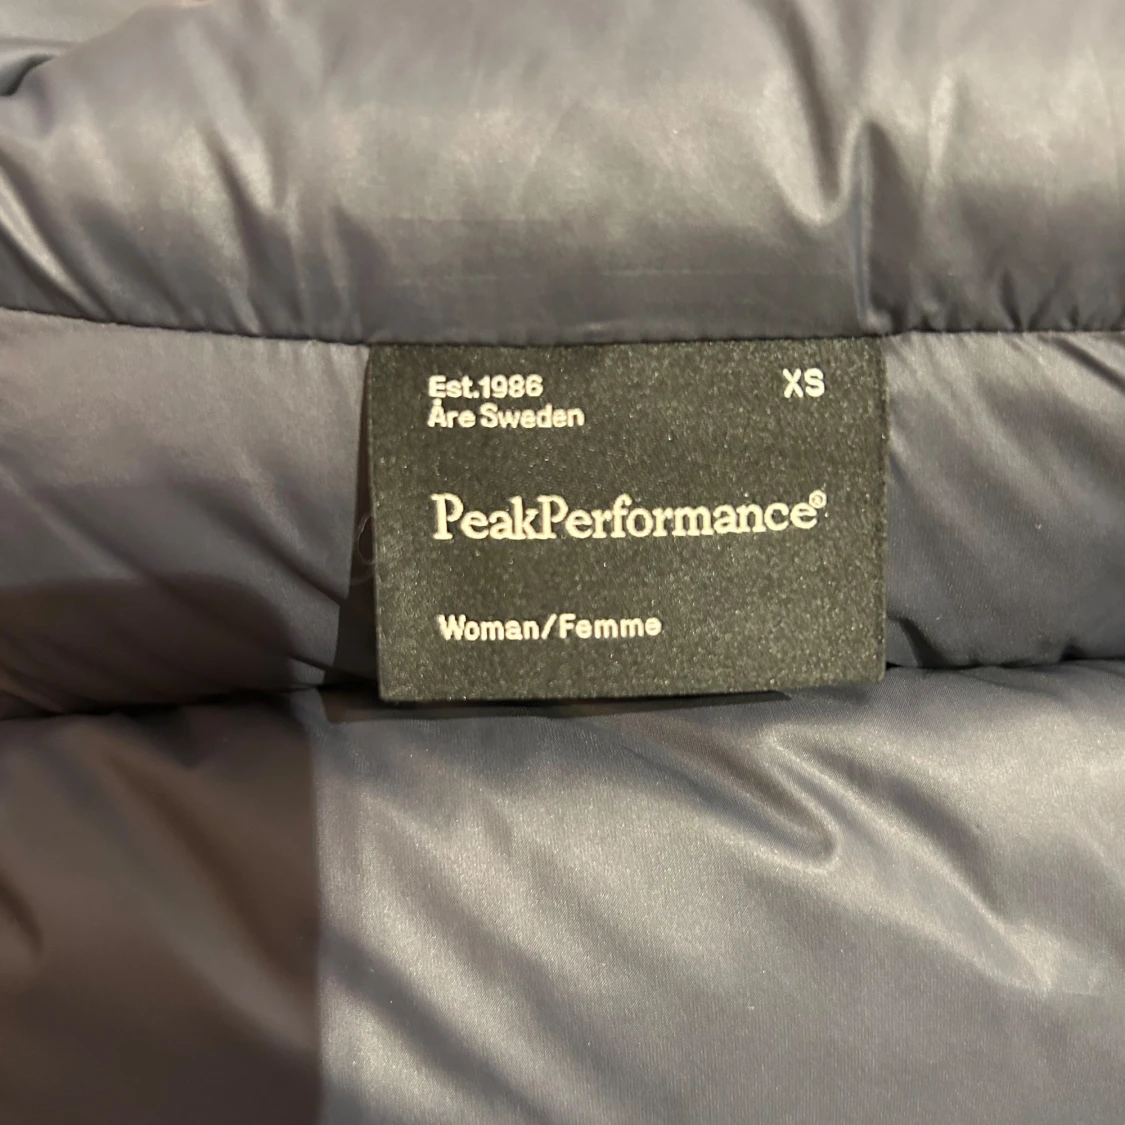 Est.1986
XS
Åre Sweden
PeakPerformance®
Woman/Femme